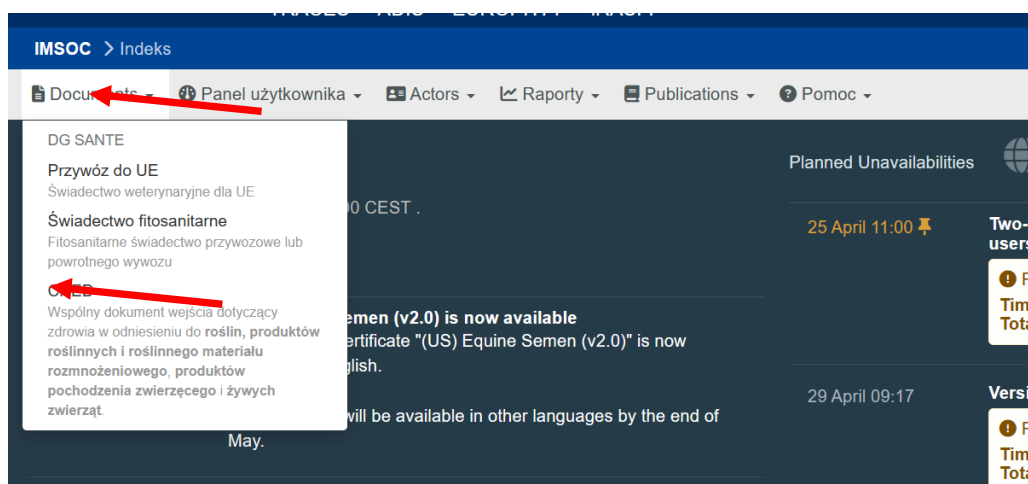 IMSOC > Indeks
Documents Panel użytkownika Actors Raporty Publications Pomoc
DG SANTE
Przywóz do UE
Świadectwo weterynaryjne dla UE
Świadectwo fitosanitarne
Fitosanitarne świadectwo przywozowe lub
powrotnego wywozu
Wspólny dokument wejścia dotyczący
zdrowia w odniesieniu do roślin, produktów
roślinnych i roślinnego materiału
rozmnożeniowego, produktów
pochodzenia zwierzęcego i żywych
zwierząt.
CEST .
(v2.0) is now available
"(US) Equine Semen (v2.0)" is now
will be available in other languages by the end of
May.
Planned Unavailabilities
25 April 11:00
29 April 09:17